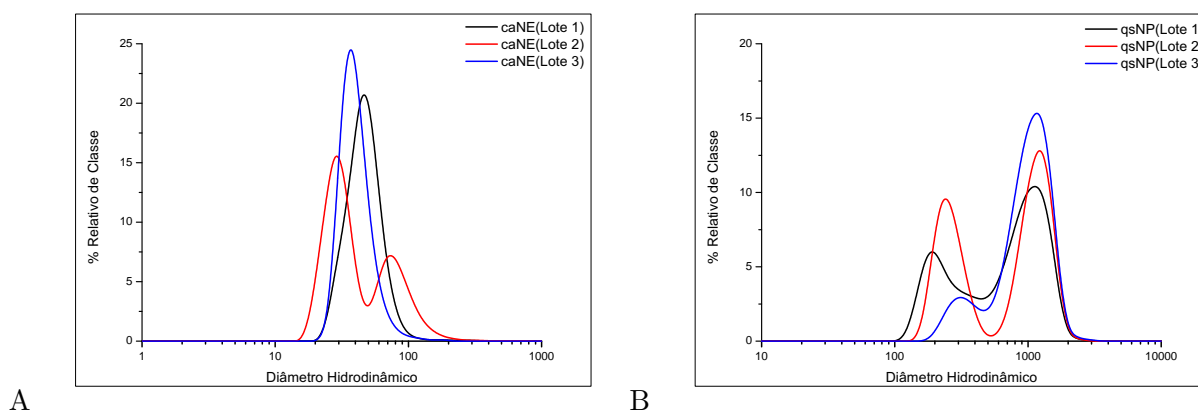 caNE(Lote 1)
caNE(Lote 2)
caNE(Lote 3)
25
20
15
10
5
0
% Relativo de Classe
1
10
100
1000
Diâmetro Hidrodinâmico
A
qsNP(Lote 1
qsNP(Lote 2
qsNP(Lote 3
20
15
10
5
0
% Relativo de Classe
10
100
1000
10000
Diâmetro Hidrodinâmico
B